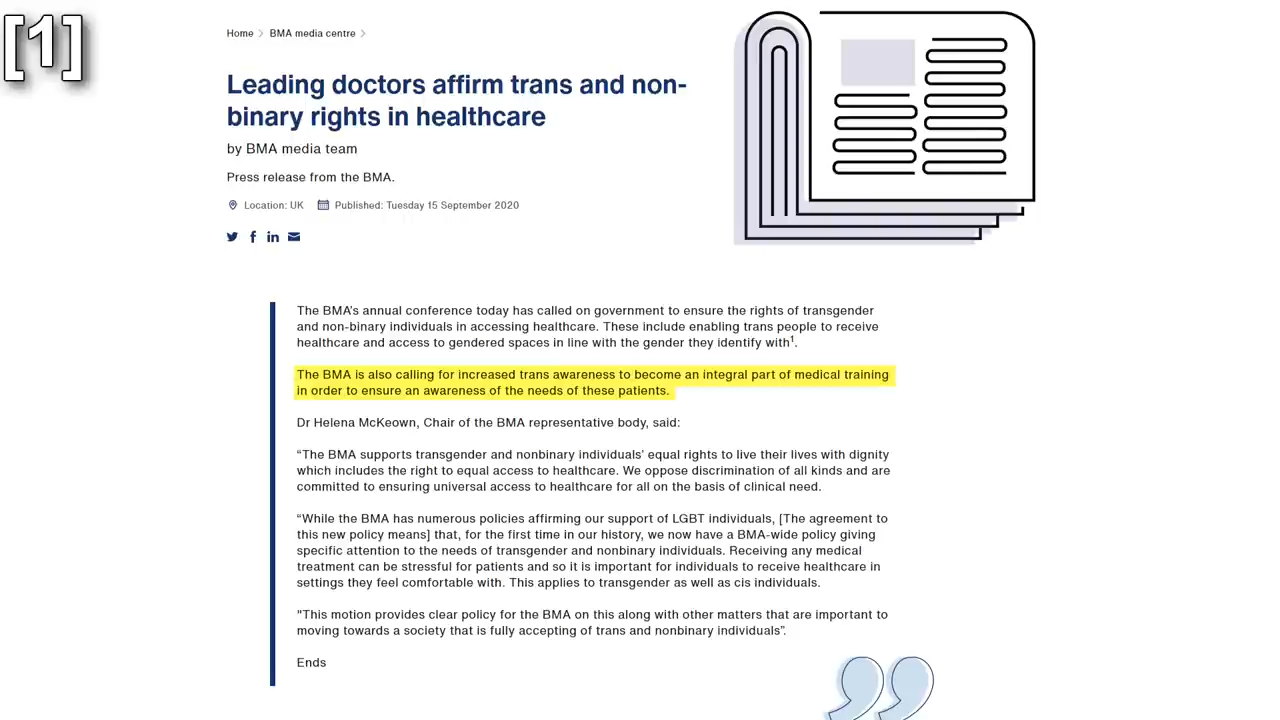 [1]
Home > BMA media centre >
Leading doctors affirm trans and non-
binary rights in healthcare
by BMA media team
Press release from the BMA.
Location: UK Published: Tuesday 15 September 2020
The BMA’s annual conference today has called on government to ensure the rights of transgender
and non-binary individuals in accessing healthcare. These include enabling trans people to receive
healthcare and access to gendered spaces in line with the gender they identify with¹.
The BMA is also calling for increased trans awareness to become an integral part of medical training
in order to ensure an awareness of the needs of these patients.
Dr Helena McKeown, Chair of the BMA representative body, said:
“The BMA supports transgender and nonbinary individuals’ equal rights to live their lives with dignity
which includes the right to equal access to healthcare. We oppose discrimination of all kinds and are
committed to ensuring universal access to healthcare for all on the basis of clinical need.
“While the BMA has numerous policies affirming our support of LGBT individuals, [The agreement to
this new policy means] that, for the first time in our history, we now have a BMA-wide policy giving
specific attention to the needs of transgender and nonbinary individuals. Receiving any medical
treatment can be stressful for patients and so it is important for individuals to receive healthcare in
settings they feel comfortable with. This applies to transgender as well as cis individuals.
"This motion provides clear policy for the BMA on this along with other matters that are important to
moving towards a society that is fully accepting of trans and nonbinary individuals”.
Ends